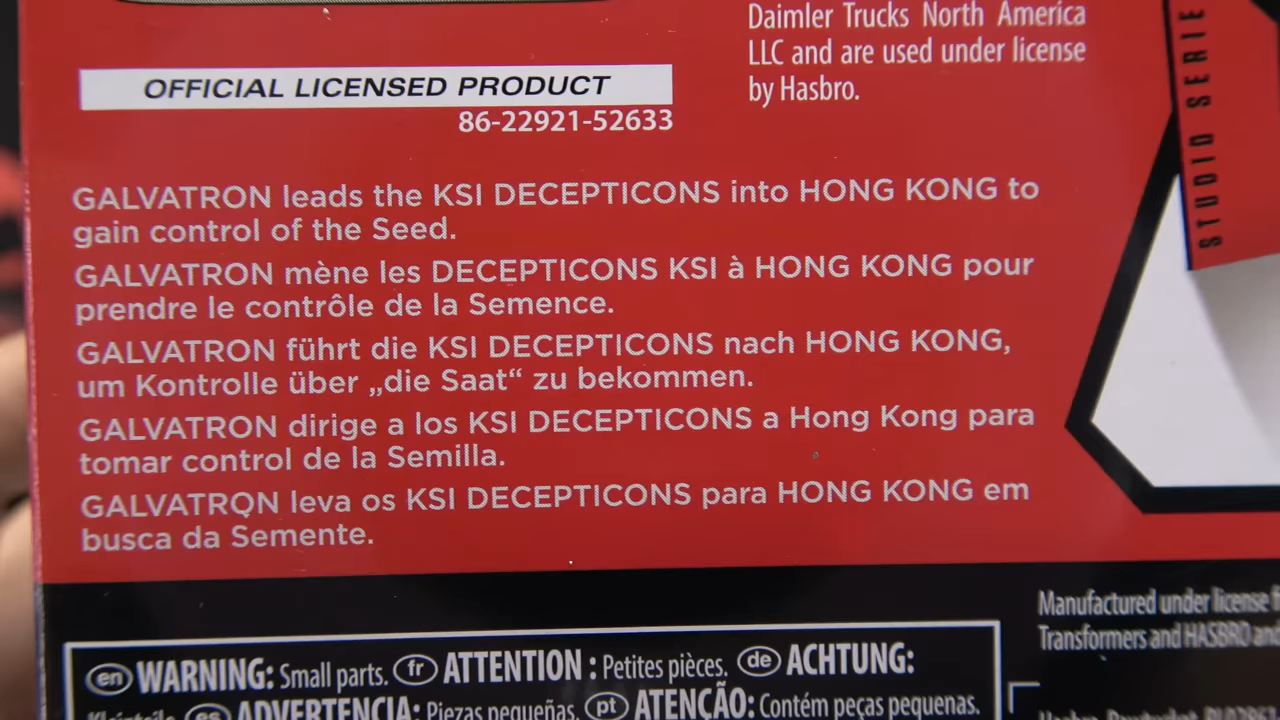 Daimler Trucks North America
LLC and are used under license
by Hasbro.
OFFICIAL LICENSED PRODUCT
86-22921-52633
STUDIO SERIE
GALVATRON leads the KSI DECEPTICONS into HONG KONG to
gain control of the Seed.
GALVATRON mène les DECEPTICONS KSI à HONG KONG pour
prendre le contrôle de la Semence.
GALVATRON führt die KSI DECEPTICONS nach HONG KONG,
um Kontrolle über „die Saat“ zu bekommen.
GALVATRON dirige a los KSI DECEPTICONS a Hong Kong para
tomar control de la Semilla.
GALVATRON leva os KSI DECEPTICONS para HONG KONG em
busca da Semente.
Manufactured under license
Transformers and HASBRO and
en WARNING: Small parts. fr ATTENTION : Petites pièces. de ACHTUNG:
Kleinteile. es ADVERTENCIA: Piezas pequeñas. pt ATENÇÃO: Contém peças pequenas.